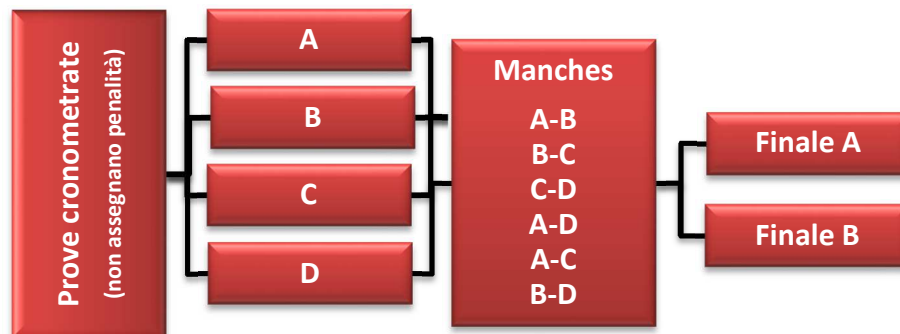 Prove cronometrate
(non assegnano penalità)
A
B
C
D
Manches
A-B
B-C
C-D
A-D
A-C
B-D
Finale A
Finale B